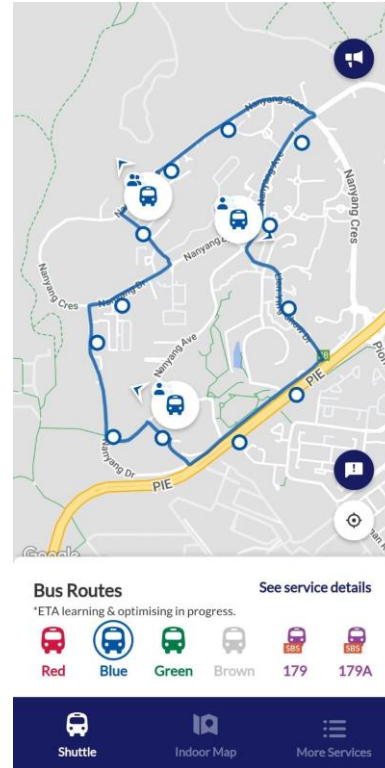 Nanyang Cres
Nanyang Ave
Nanyang Cres
Nanyang Cres
Nanyang Dr
Nanyang Ave
PIE
Nanyang Dr
PIE
Google
Bus Routes
See service details
*ETA learning & optimising in progress.
SBS
SBS
Red
Blue
Green
Brown
179
179A
Shuttle
Indoor Map
More Services